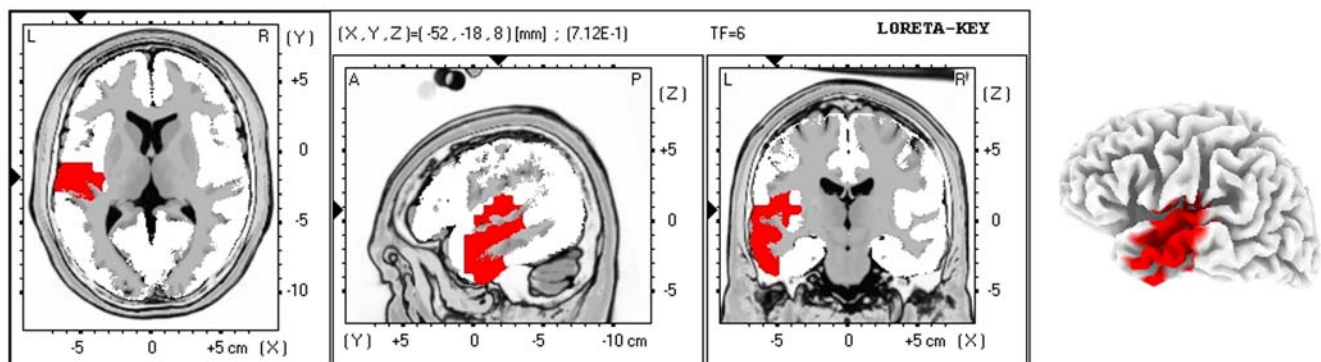 (X,Y,Z)=( -52 , -18 , 8 ) [mm] ; (7.12E-1) TF=6 LORETA-KEY
L R (Y)
+5
0
-5
-10
-5 0 +5 cm (X)
A P (Z)
+5
0
-5
(Y) +5 0 -5 -10 cm
L R (Z)
+5
0
-5
-5 0 +5 cm (X)